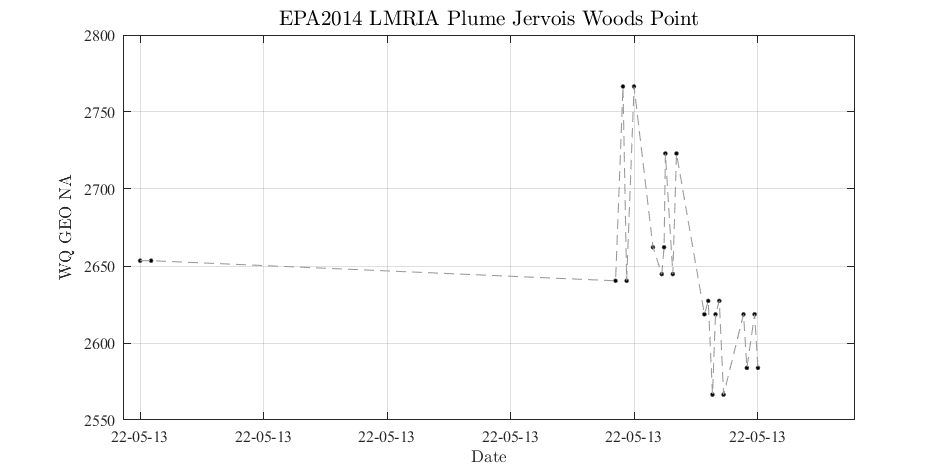 EPA2014 LMRIA Plume Jervois Woods Point
2800
2750
2700
2650
2600
2550
WQ GEO NA
22-05-13 22-05-13 22-05-13 22-05-13 22-05-13 22-05-13
Date